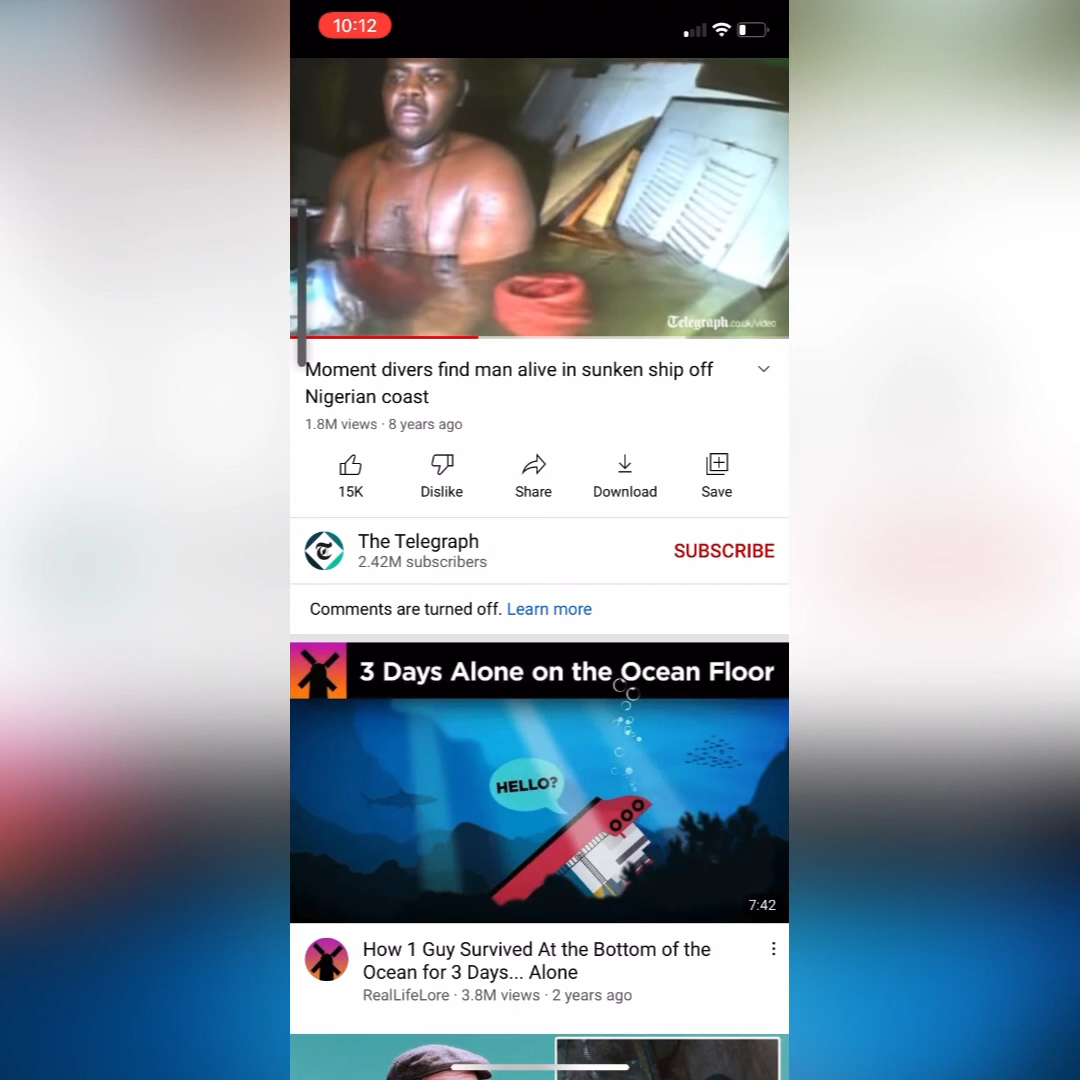 10:12
Telegraph.co.uk/video
Moment divers find man alive in sunken ship off
Nigerian coast
1.8M views · 8 years ago
15K
Dislike
Share
Download
Save
The Telegraph
2.42M subscribers
SUBSCRIBE
Comments are turned off. Learn more
3 Days Alone on the Ocean Floor
HELLO?
7:42
How 1 Guy Survived At the Bottom of the
Ocean for 3 Days... Alone
RealLifeLore · 3.8M views · 2 years ago